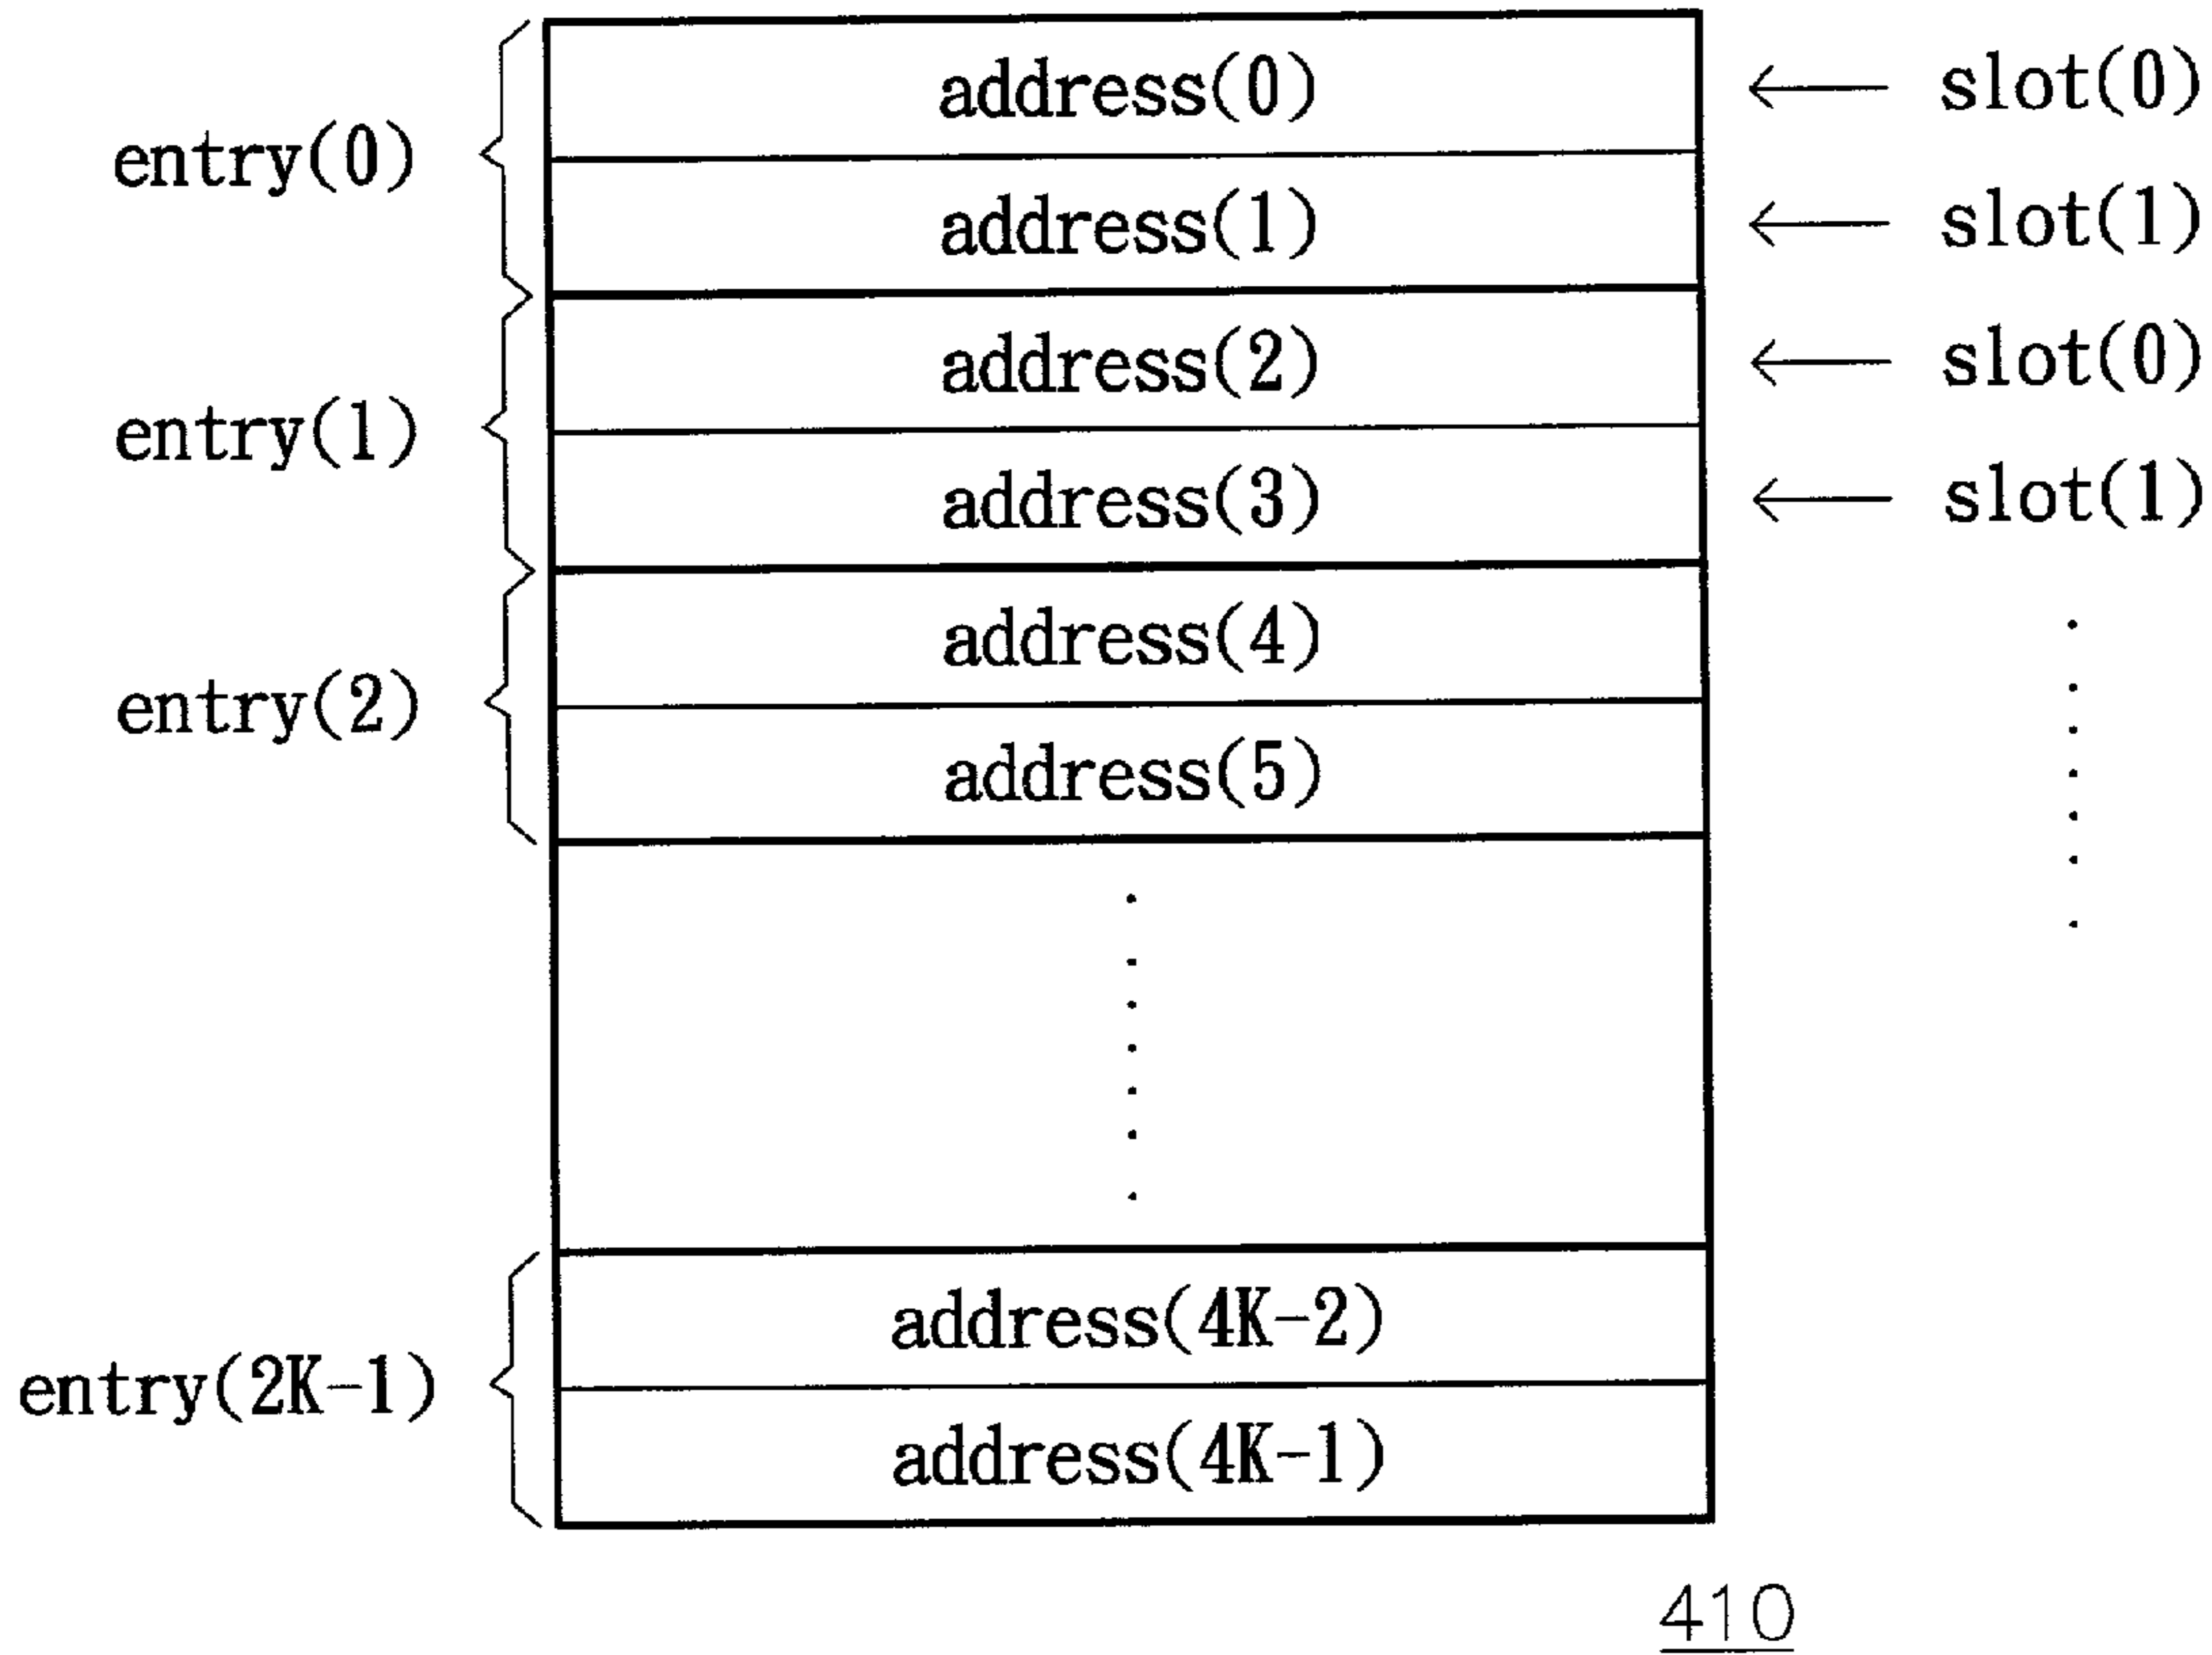 address(0) ← slot(0)
entry(0)
address(1) ← slot(1)
address(2) ← slot(0)
entry(1)
address(3) ← slot(1)
address(4)
entry(2)
address(5)
address(4K-2)
entry(2K-1)
address(4K-1)
410